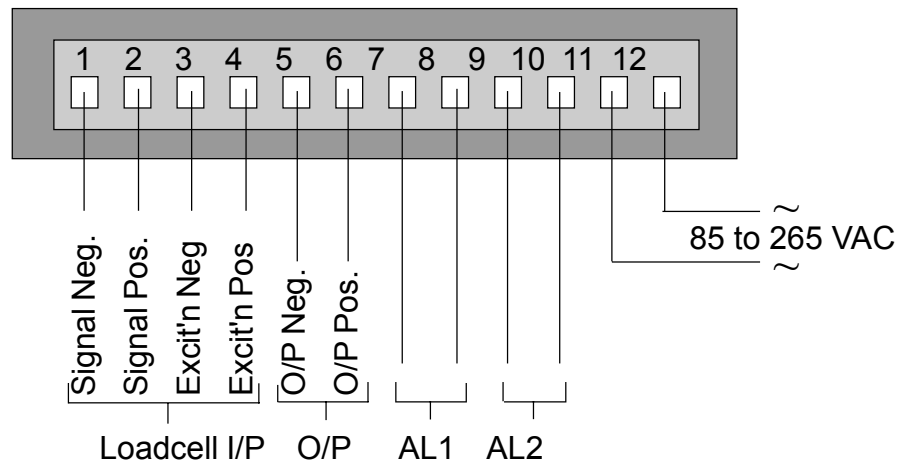 1 2 3 4 5 6 7 8 9 10 11 12
~
85 to 265 VAC
~
Signal Neg.
Signal Pos.
Excit'n Neg
Excit'n Pos
O/P Neg.
O/P Pos.
Loadcell I/P O/P AL1 AL2